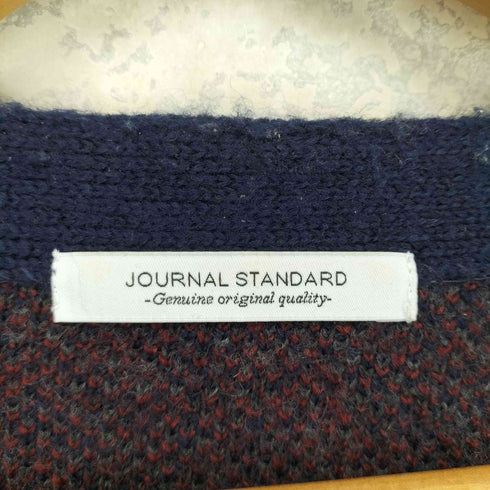 JOURNAL STANDARD
-Genuine original quality-